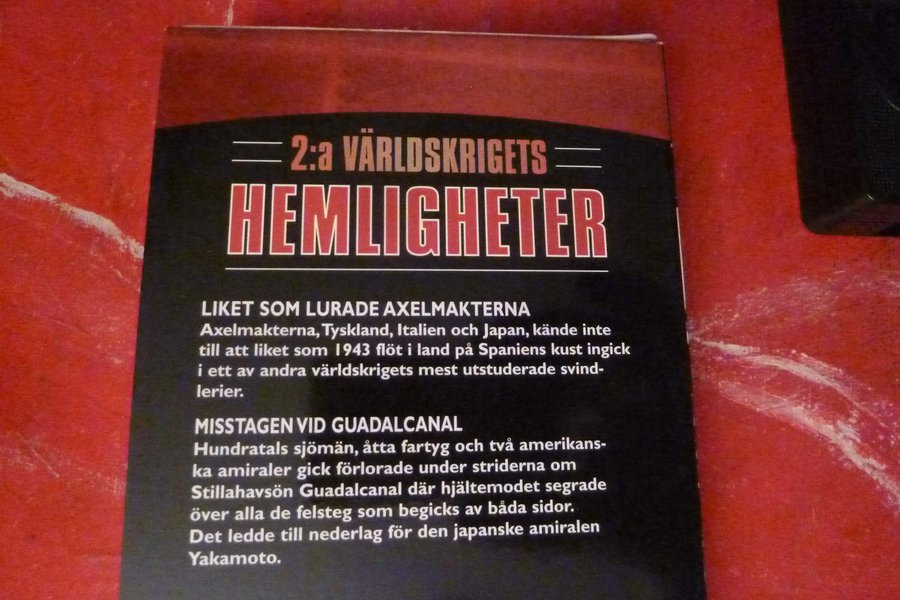 2:a VÄRLDSKRIGETS
HEMLIGHETER
LIKET SOM LURADE AXELMAKTERNA
Axelmakterna, Tyskland, Italien och Japan, kände inte
till att liket som 1943 flöt i land på Spaniens kust ingick
i ett av andra världskrigets mest utstuderade svind-
lerier.
MISSTAGEN VID GUADALCANAL
Hundratals sjömän, åtta fartyg och två amerikans-
ka amiraler gick förlorade under striderna om
Stillahavsön Guadalcanal där hjältemodet segrade
över alla de felsteg som begicks av båda sidor.
Det ledde till nederlag för den japanske amiralen
Yakamoto.